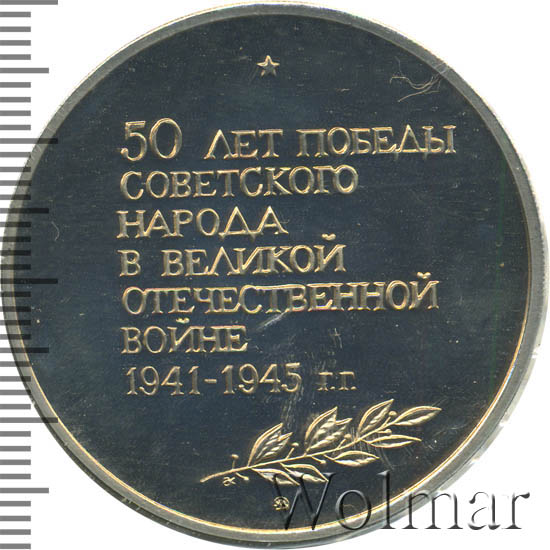 50 ЛЕТ ПОБЕДЫ
СОВЕТСКОГО
НАРОДА
В ВЕЛИКОЙ
ОТЕЧЕСТВЕННОЙ
ВОЙНЕ
1941-1945 г.г.
Wolmar